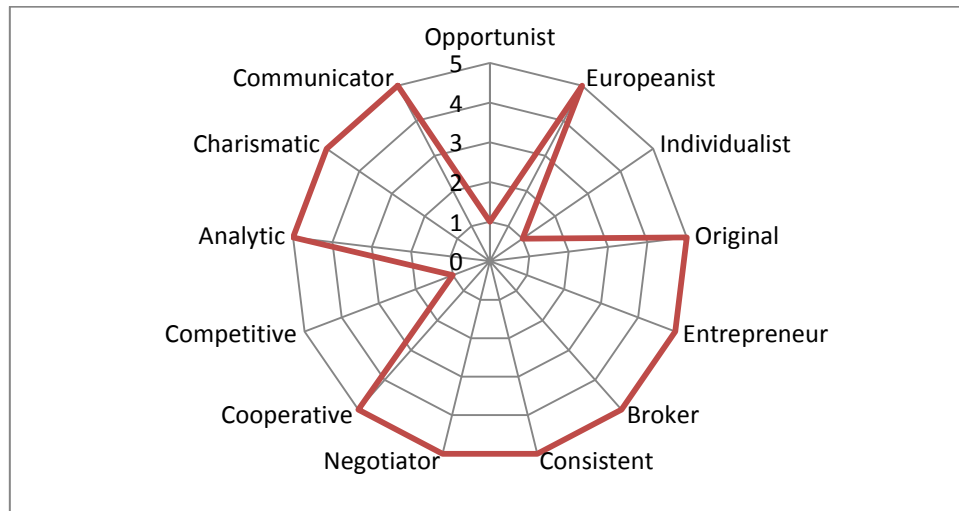 Opportunist
Europeanist
Individualist
Original
Entrepreneur
Broker
Consistent
Negotiator
Cooperative
Competitive
Analytic
Charismatic
Communicator
5
4
3
2
1
0